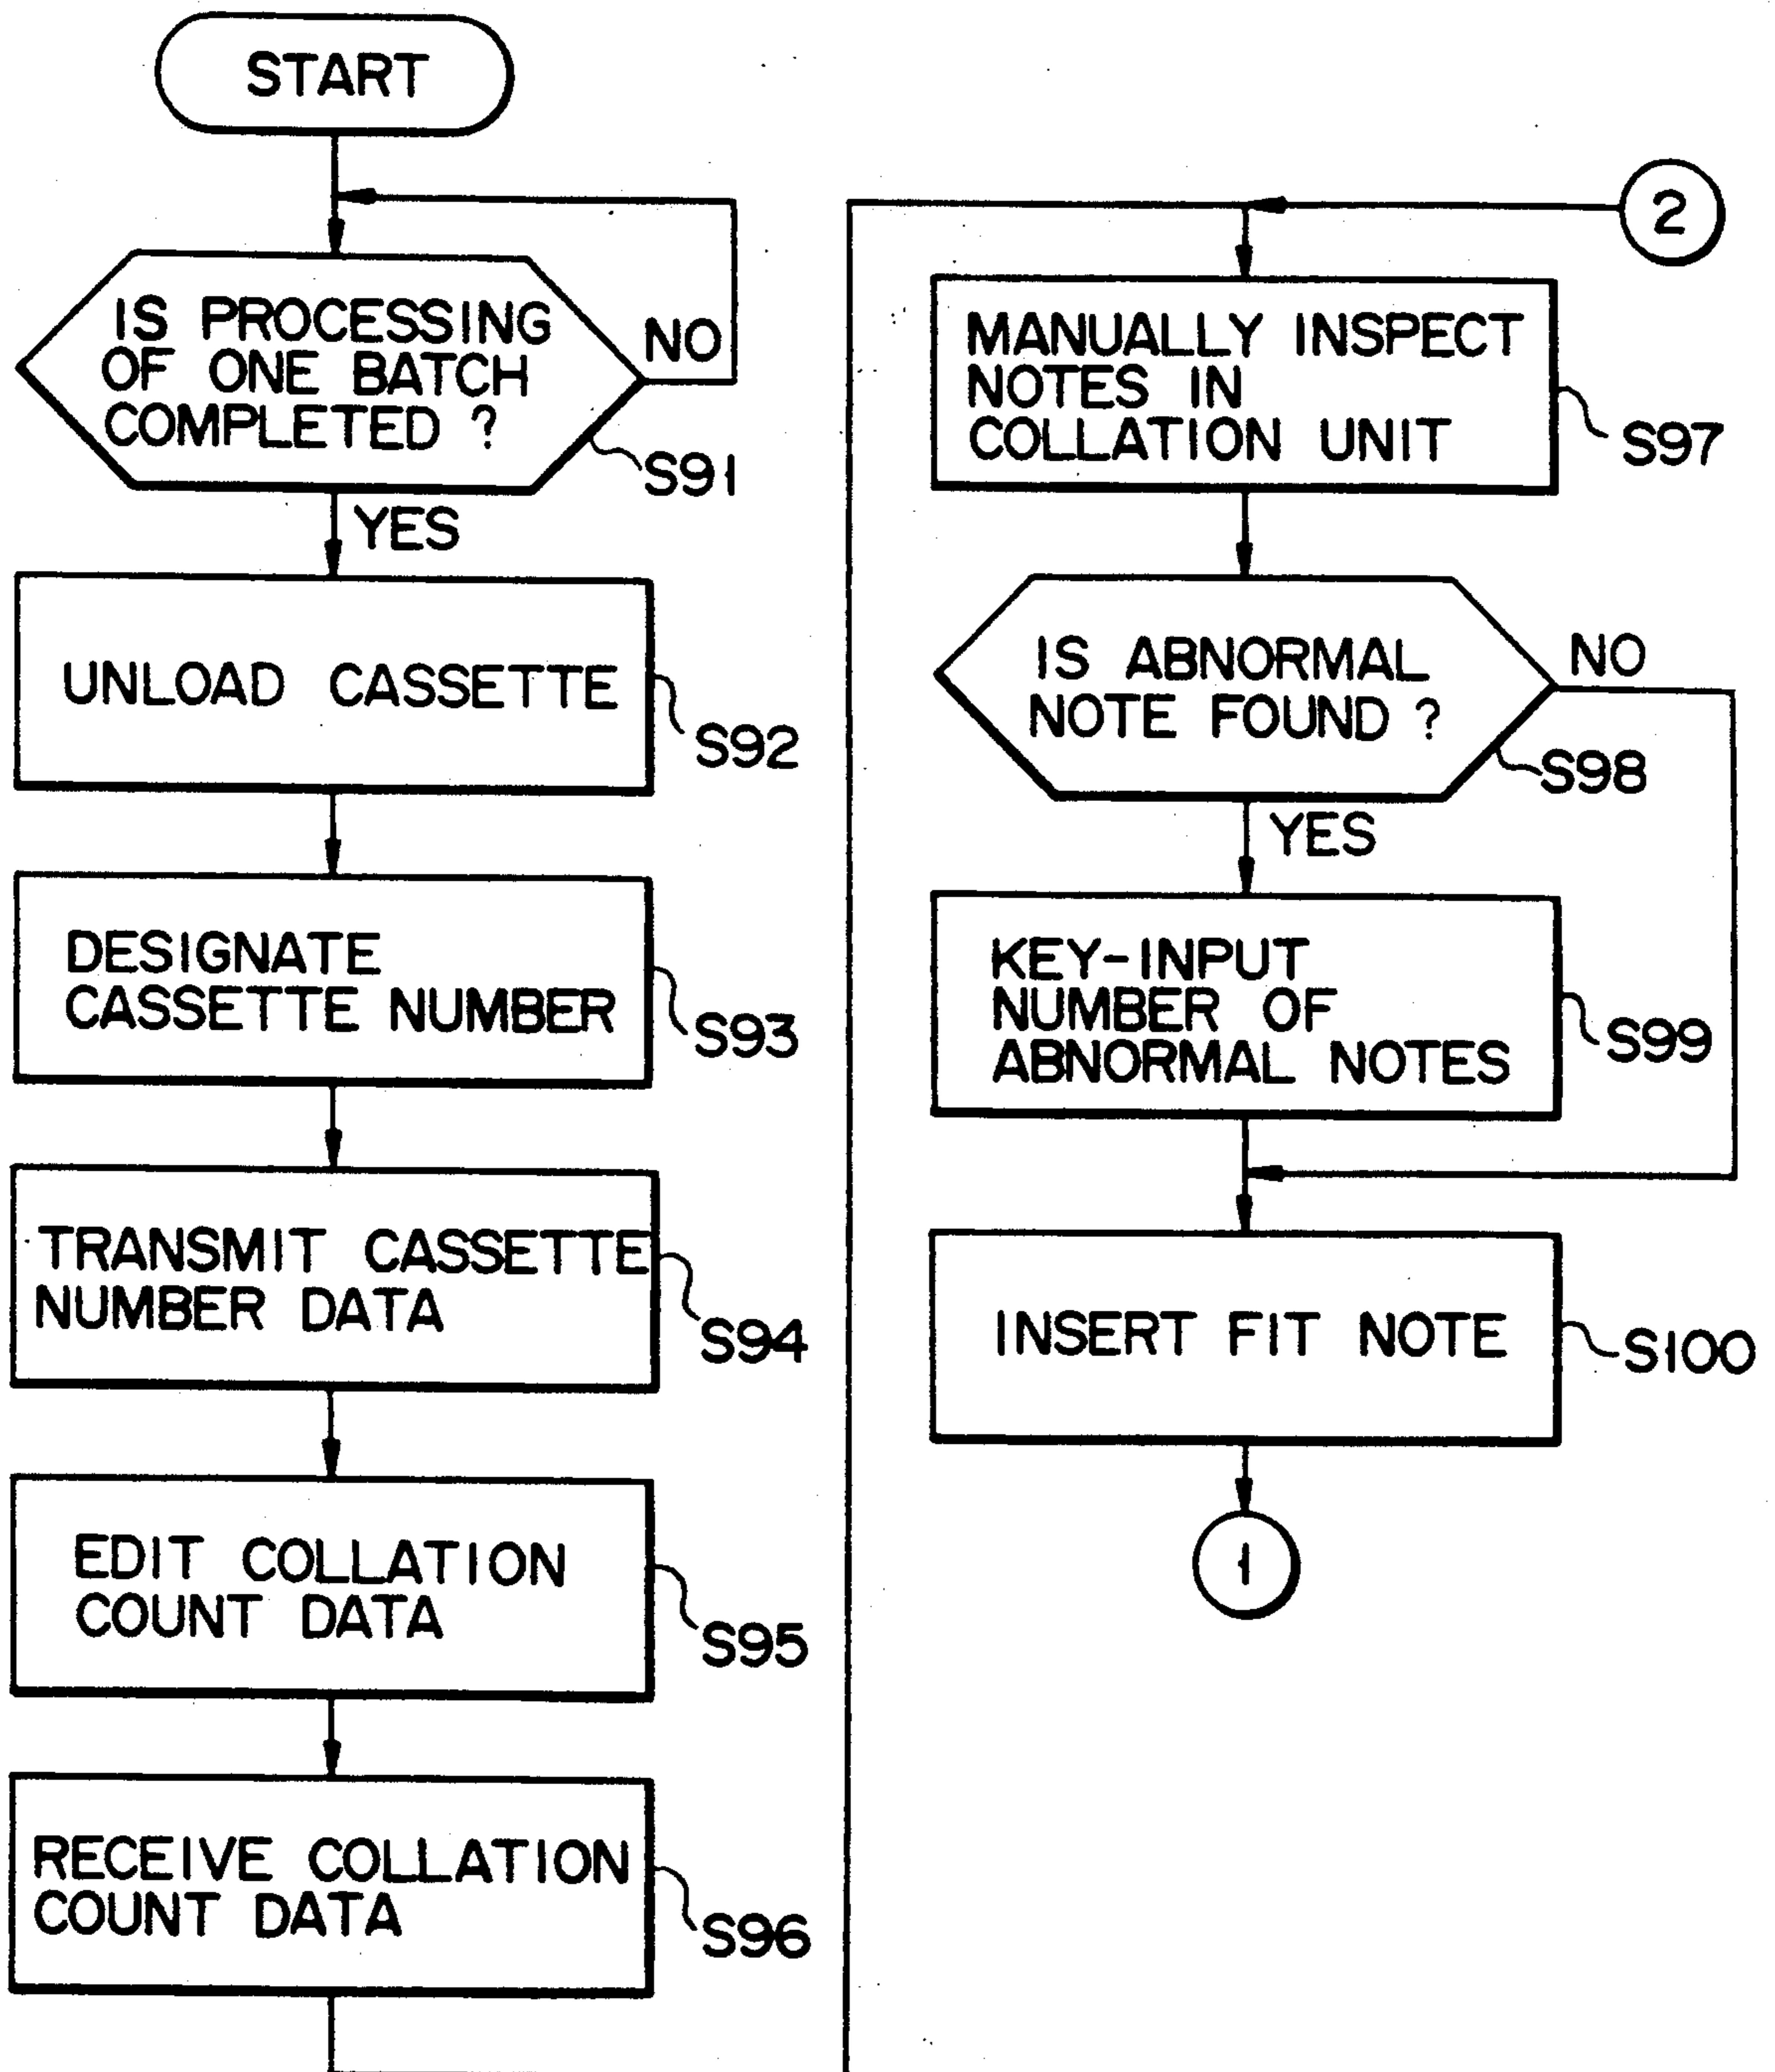 START
IS PROCESSING
OF ONE BATCH
COMPLETED ?
NO
S91
YES
UNLOAD CASSETTE
S92
DESIGNATE
CASSETTE NUMBER
S93
TRANSMIT CASSETTE
NUMBER DATA
S94
EDIT COLLATION
COUNT DATA
S95
RECEIVE COLLATION
COUNT DATA
S96
2
MANUALLY INSPECT
NOTES IN
COLLATION UNIT
S97
IS ABNORMAL
NOTE FOUND ?
NO
S98
YES
KEY-INPUT
NUMBER OF
ABNORMAL NOTES
S99
INSERT FIT NOTE
S100
1